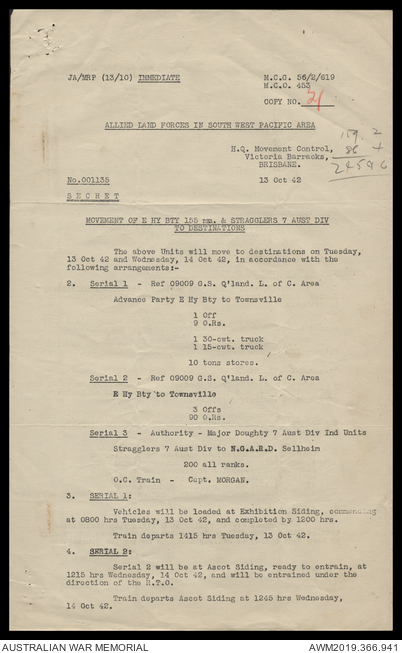 JA/MRP (13/10) IMMEDIATE
M.C.G. 56/2/619
M.C.O. 453
COPY NO. 21
ALLIED LAND FORCES IN SOUTH WEST PACIFIC AREA
H.Q. Movement Control,
Victoria Barracks,
BRISBANE.
No.001135
13 Oct 42
S E C R E T
MOVEMENT OF E HY BTY 155 mm. & STRAGGLERS 7 AUST DIV
TO DESTINATIONS
The above Units will move to destinations on Tuesday,
13 Oct 42 and Wednesday, 14 Oct 42, in accordance with the
following arrangements:-
2. Serial 1 - Ref 09009 G.S. Q'land. L. of C. Area
Advance Party E Hy Bty to Townsville
1 Off
9 O.Rs.
1 30-cwt. truck
1 15-cwt. truck
10 tons stores.
Serial 2 - Ref 09009 G.S. Q'land. L. of C. Area
E Hy Bty to Townsville
3 Offs
90 O.Rs.
Serial 3 - Authority - Major Doughty 7 Aust Div Ind Units
Stragglers 7 Aust Div to N.G.A.R.D. Sellheim
200 all ranks.
O.C. Train - Capt. MORGAN.
3. SERIAL 1:
Vehicles will be loaded at Exhibition Siding, commencing
at 0800 hrs Tuesday, 13 Oct 42, and completed by 1200 hrs.
Train departs 1415 hrs Tuesday, 13 Oct 42.
4. SERIAL 2:
Serial 2 will be at Ascot Siding, ready to entrain, at
1215 hrs Wednesday, 14 Oct 42, and will be entrained under the
direction of the R.T.O.
Train departs Ascot Siding at 1245 hrs Wednesday,
14 Oct 42.
AUSTRALIAN WAR MEMORIAL
AWM2019.366.941